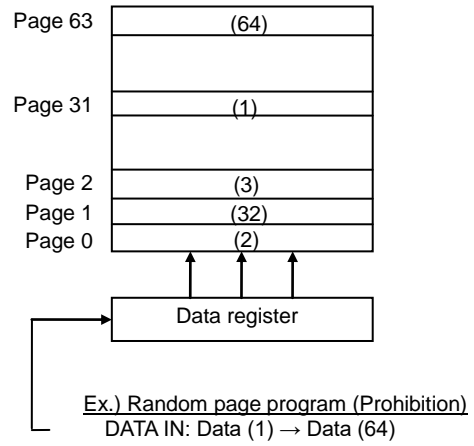 Page 63 (64)
Page 31 (1)
Page 2 (3)
Page 1 (32)
Page 0 (2)
Data register
Ex.) Random page program (Prohibition)
DATA IN: Data (1) → Data (64)